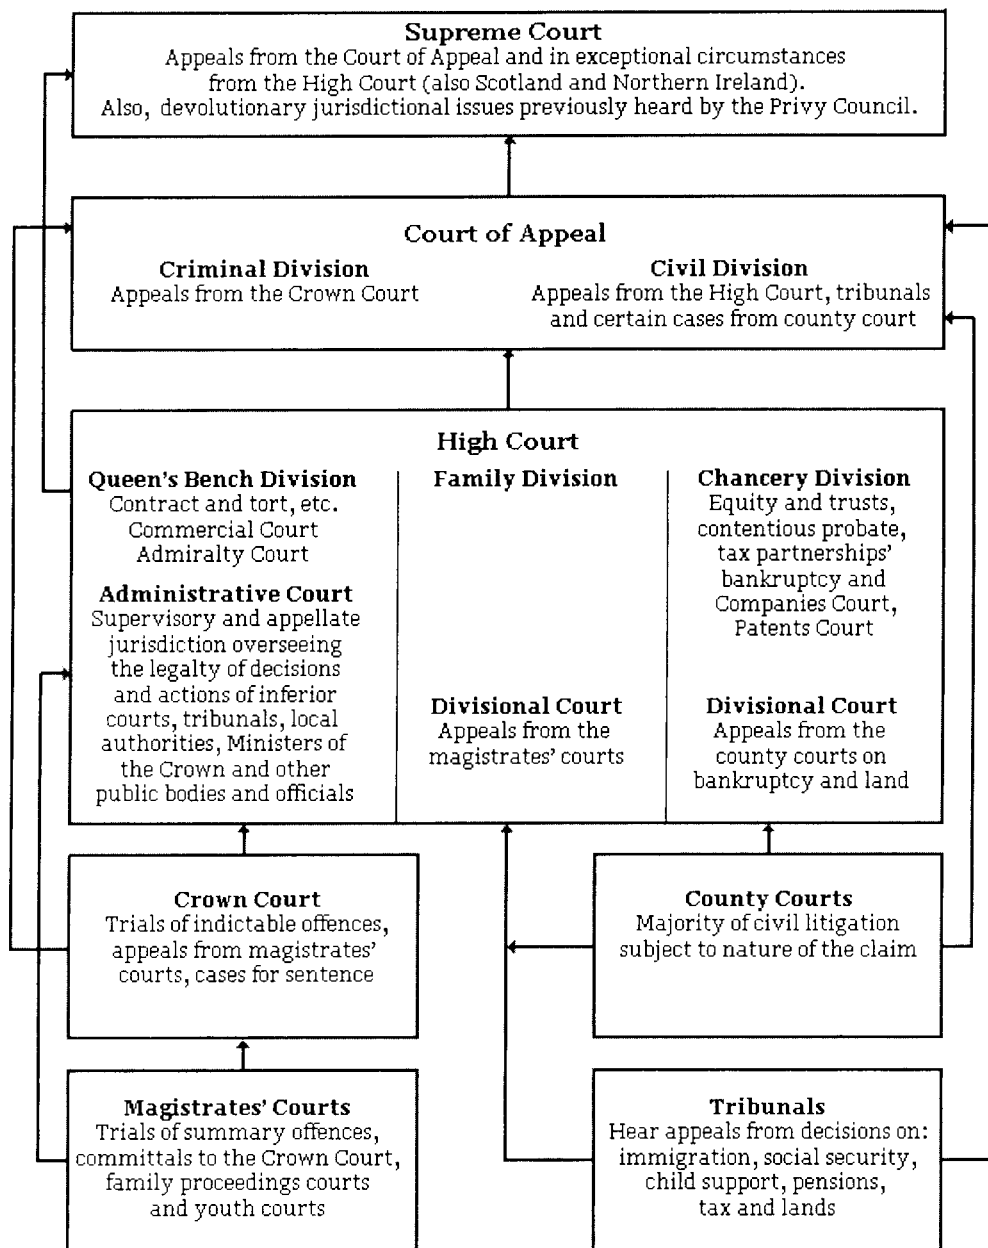 Supreme Court
Appeals from the Court of Appeal and in exceptional circumstances
from the High Court (also Scotland and Northern Ireland).
Also, devolutionary jurisdictional issues previously heard by the Privy Council.
Court of Appeal
Criminal Division
Appeals from the Crown Court
Civil Division
Appeals from the High Court, tribunals
and certain cases from county court
High Court
Queen's Bench Division
Contract and tort, etc.
Commercial Court
Admiralty Court
Administrative Court
Supervisory and appellate
jurisdiction overseeing
the legalty of decisions
and actions of inferior
courts, tribunals, local
authorities, Ministers of
the Crown and other
public bodies and officials
Family Division
Divisional Court
Appeals from the
magistrates' courts
Chancery Division
Equity and trusts,
contentious probate,
tax partnerships'
bankruptcy and
Companies Court,
Patents Court
Divisional Court
Appeals from the
county courts on
bankruptcy and land
Crown Court
Trials of indictable offences,
appeals from magistrates'
courts, cases for sentence
County Courts
Majority of civil litigation
subject to nature of the claim
Magistrates' Courts
Trials of summary offences,
committals to the Crown Court,
family proceedings courts
and youth courts
Tribunals
Hear appeals from decisions on:
immigration, social security,
child support, pensions,
tax and lands